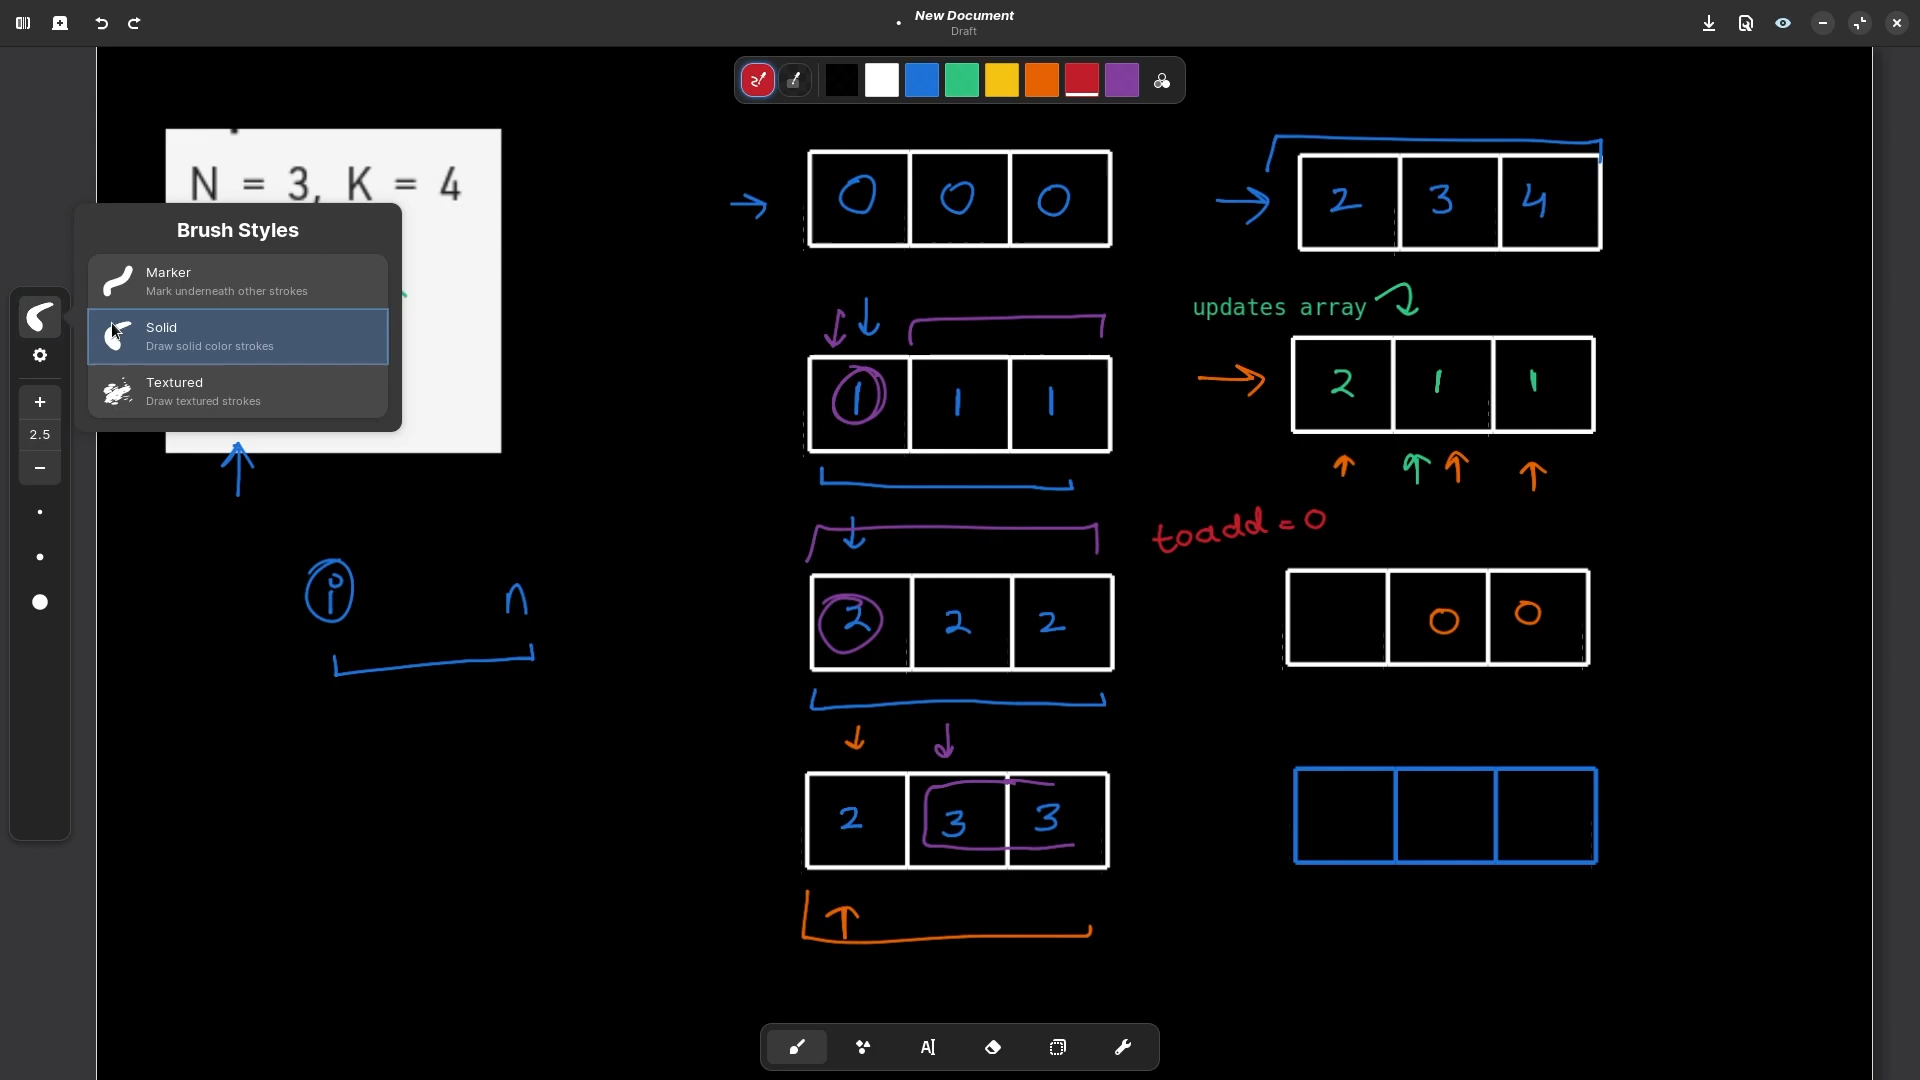 New Document
Draft
N = 3, K = 4
Brush Styles
Marker
Mark underneath other strokes
Solid
Draw solid color strokes
Textured
Draw textured strokes
2.5
i n
0 0 0
1 1 1
2 2 2
2 3 3
2 3 4
updates array
2 1 1
toadd = 0
0 0
AI